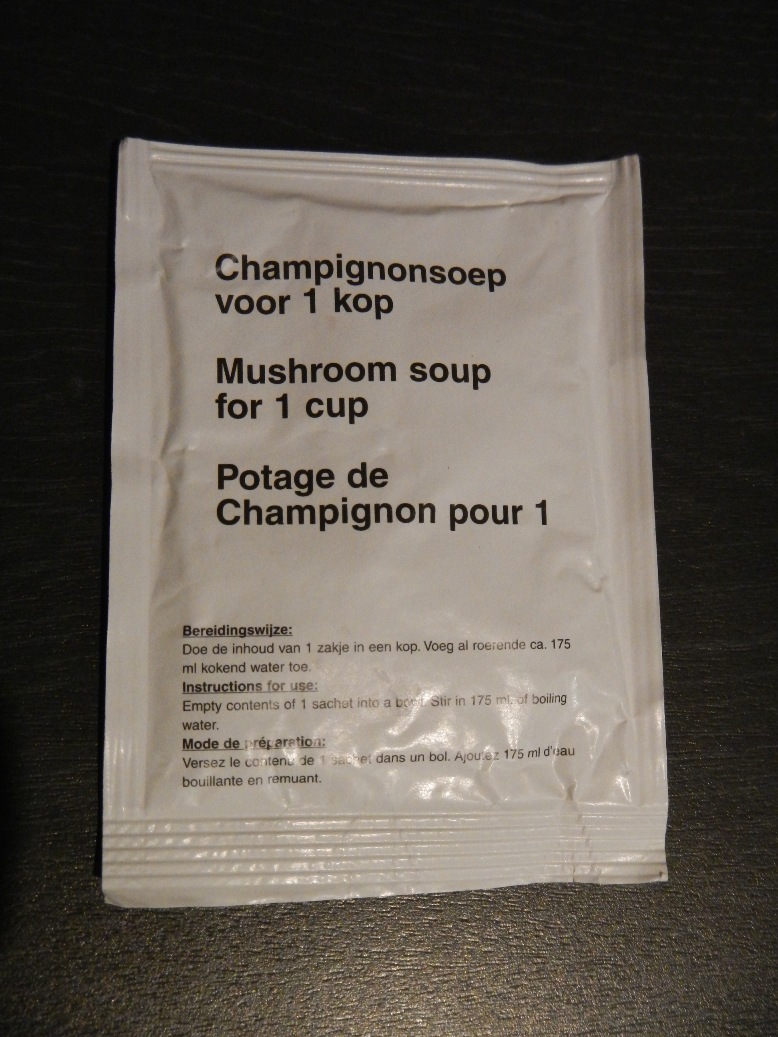 Champignonsoep
voor 1 kop
Mushroom soup
for 1 cup
Potage de
Champignon pour 1
Bereidingswijze:
Doe de inhoud van 1 zakje in een kop. Voeg al roerende ca. 175
ml kokend water toe.
Instructions for use:
Empty contents of 1 sachet into a bowl. Stir in 175 ml. of boiling
water.
Mode de préparation:
Versez le contenu de 1 sachet dans un bol. Ajoutez 175 ml d'eau
bouillante en remuant.